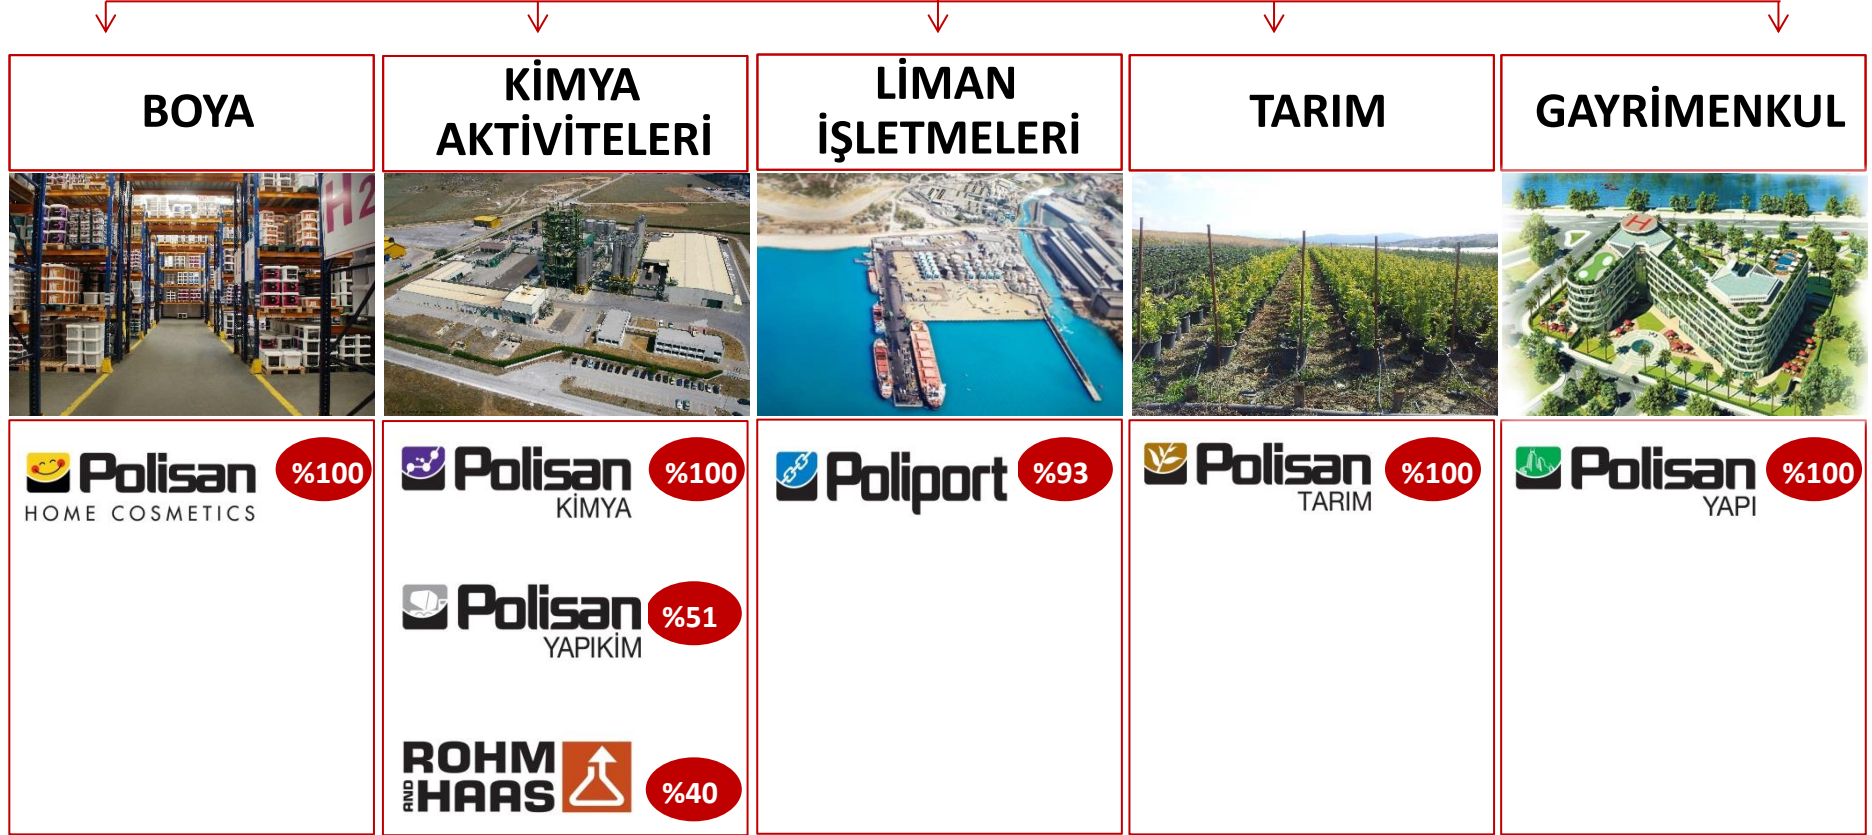 BOYA
KİMYA
AKTİVİTELERİ
LİMAN
İŞLETMELERİ
TARIM
GAYRİMENKUL
H2
H
Polisan
HOME COSMETICS
%100
Polisan
KİMYA
%100
Polisan
YAPIKİM
%51
ROHM
AND HAAS
%40
Poliport
%93
Polisan
TARIM
%100
Polisan
YAPI
%100